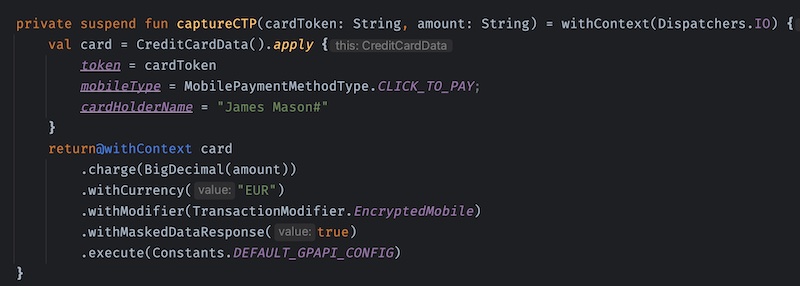 private suspend fun captureCTP(cardToken: String, amount: String) = withContext(Dispatchers.IO) {
val card = CreditCardData().apply { this: CreditCardData
token = cardToken
mobileType = MobilePaymentMethodType.CLICK_TO_PAY;
cardHolderName = "James Mason#"
}
return@withContext card
.charge(BigDecimal(amount))
.withCurrency( value: "EUR")
.withModifier(TransactionModifier.EncryptedMobile)
.withMaskedDataResponse( value: true)
.execute(Constants.DEFAULT_GPAPI_CONFIG)
}